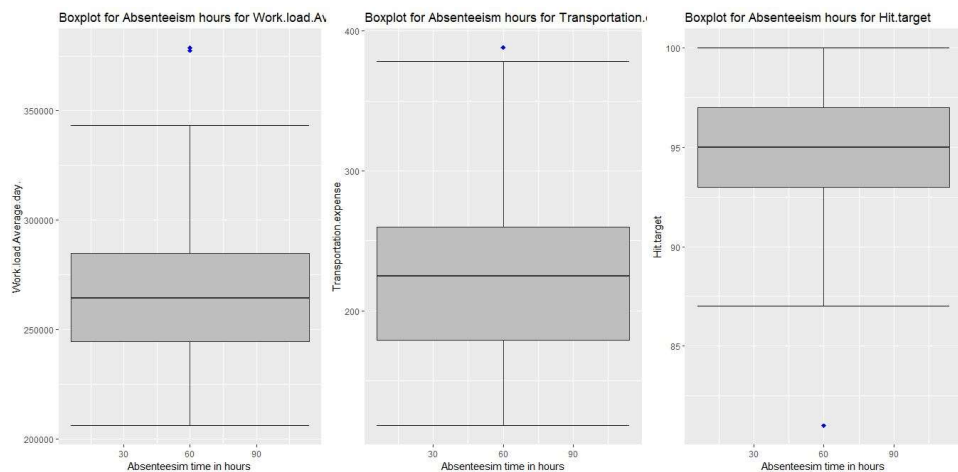 Boxplot for Absenteeism hours for Work.load.Av
350000
300000
250000
200000
Work.load.Average.day.
30 60 90
Absenteesim time in hours
Boxplot for Absenteeism hours for Transportation.
400
300
200
Transportation.expense
30 60 90
Absenteesim time in hours
Boxplot for Absenteeism hours for Hit.target
100
95
90
85
Hit.target
30 60 90
Absenteesim time in hours